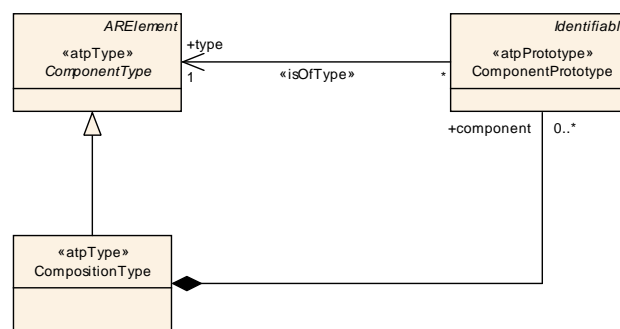 ARElement
«atpType»
ComponentType
+type
1
«isOfType»
*
Identifiabl
«atpPrototype»
ComponentPrototype
+component
0..*
«atpType»
CompositionType